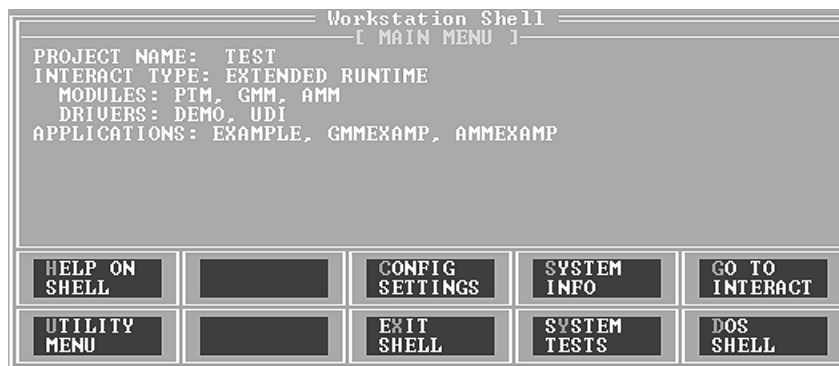 Workstation Shell
[ MAIN MENU ]
PROJECT NAME: TEST
INTERACT TYPE: EXTENDED RUNTIME
MODULES: PTM, GMM, AMM
DRIVERS: DEMO, UDI
APPLICATIONS: EXAMPLE, GMMEXAMP, AMMEXAMP
HELP ON SHELL
CONFIG SETTINGS
SYSTEM INFO
GO TO INTERACT
UTILITY MENU
EXIT SHELL
SYSTEM TESTS
DOS SHELL